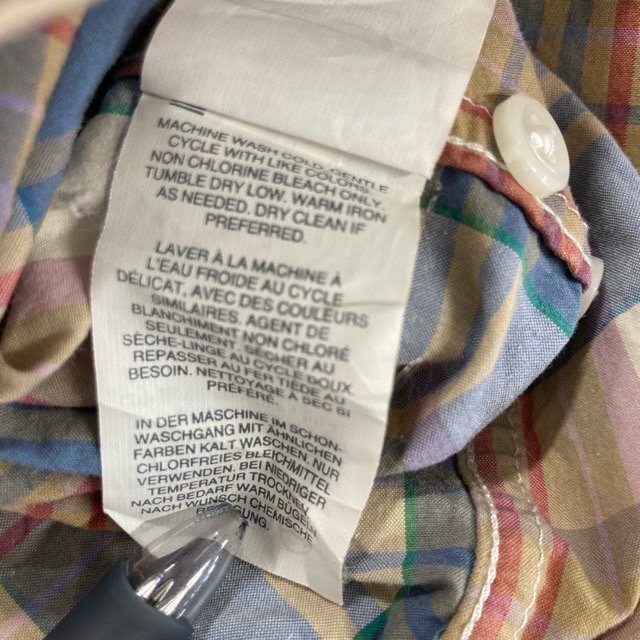 MACHINE WASH COLD, GENTLE
CYCLE WITH LIKE COLORS.
NON CHLORINE BLEACH ONLY.
TUMBLE DRY LOW. WARM IRON
AS NEEDED. DRY CLEAN IF
PREFERRED.
LAVER À LA MACHINE À
L'EAU FROIDE AU CYCLE
DÉLICAT, AVEC DES COULEURS
SIMILAIRES. AGENT DE
BLANCHIMENT NON CHLORÉ
SEULEMENT. SÉCHER AU
SÈCHE-LINGE AU CYCLE DOUX.
REPASSER AU FER TIÈDE AU
BESOIN. NETTOYAGE À SEC SI
PRÉFÉRÉ.
IN DER MASCHINE IM SCHON-
WASCHGANG MIT ÄHNLICHEN
FARBEN KALT WASCHEN. NUR
CHLORFREIES BLEICHMITTEL
VERWENDEN. BEI NIEDRIGER
TEMPERATUR TROCKNEN.
NACH BEDARF WARM BÜGELN.
NACH WUNSCH CHEMISCHE